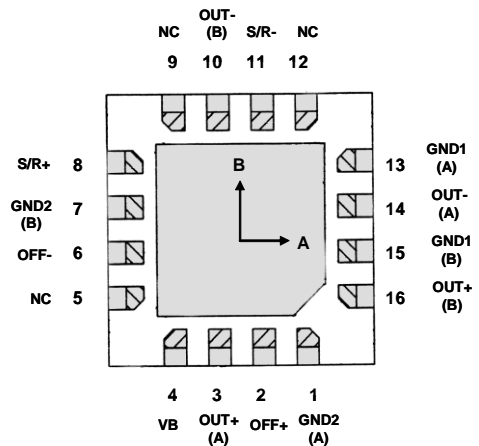 OUT-
NC (B) S/R- NC
9 10 11 12
S/R+ 8
GND2 7
(B)
OFF- 6
NC 5
B
A
13 GND1
(A)
14 OUT-
(A)
15 GND1
(B)
16 OUT+
(B)
4 3 2 1
VB OUT+ OFF+ GND2
(A) (A)